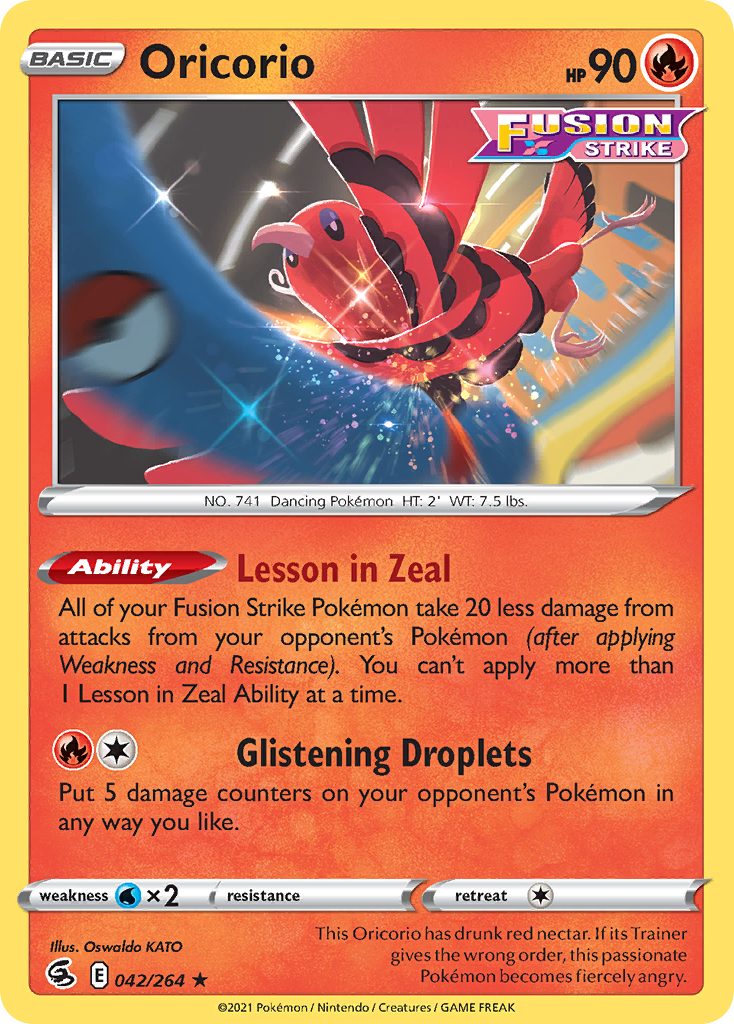 BASIC Oricorio HP 90
FUSION
STRIKE
NO. 741 Dancing Pokémon HT: 2' WT: 7.5 lbs.
Ability Lesson in Zeal
All of your Fusion Strike Pokémon take 20 less damage from
attacks from your opponent's Pokémon (after applying
Weakness and Resistance). You can't apply more than
1 Lesson in Zeal Ability at a time.
Glistening Droplets
Put 5 damage counters on your opponent's Pokémon in
any way you like.
weakness ×2 resistance retreat
Illus. Oswaldo KATO
This Oricorio has drunk red nectar. If its Trainer
gives the wrong order, this passionate
Pokémon becomes fiercely angry.
E 042/264 ★
©2021 Pokémon / Nintendo / Creatures / GAME FREAK